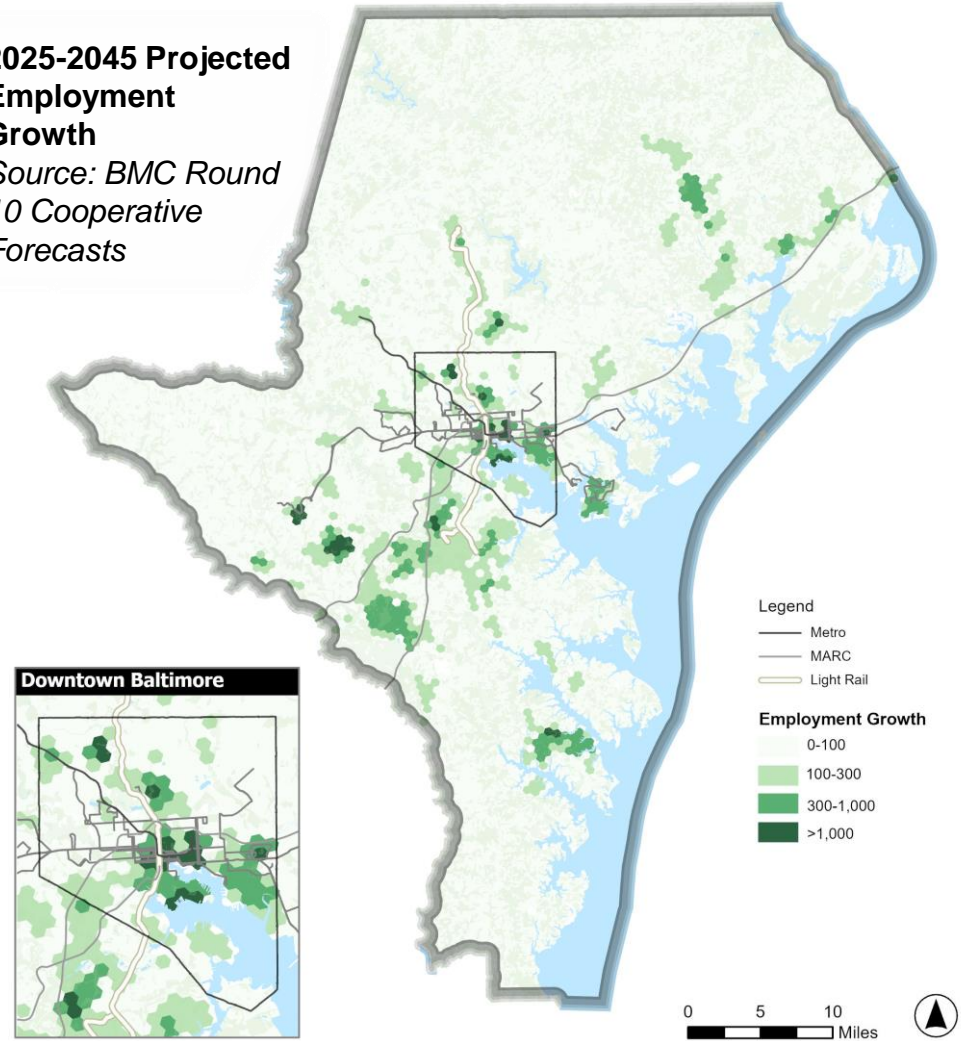 2025-2045 Projected
Employment
Growth
Source: BMC Round
10 Cooperative
Forecasts
Legend
Metro
MARC
Light Rail
Employment Growth
0-100
100-300
300-1,000
>1,000
Downtown Baltimore
0 5 10
Miles